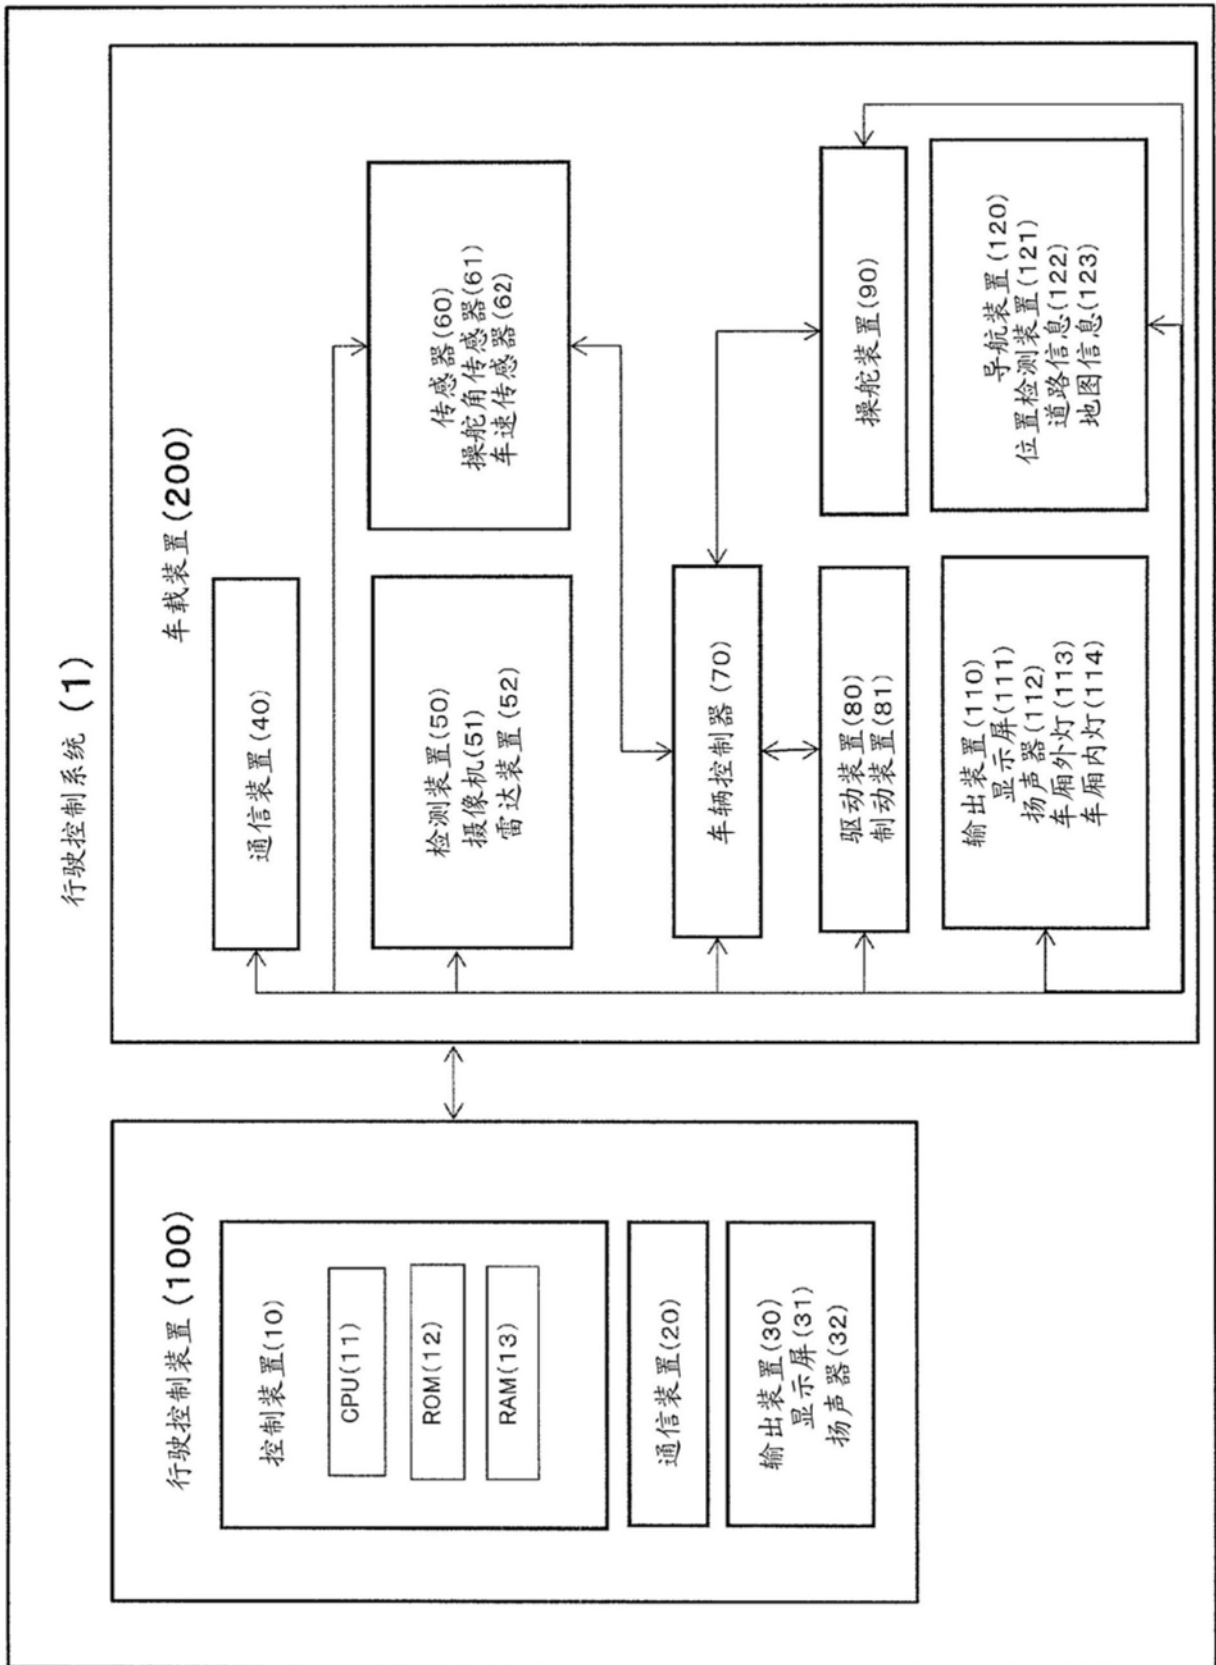 行驶控制系统 (1)
行驶控制装置 (100)
控制装置(10)
CPU(11)
ROM(12)
RAM(13)
通信装置(20)
输出装置(30)
显示屏(31)
扬声器(32)
车载装置(200)
通信装置(40)
检测装置(50)
摄像机(51)
雷达装置(52)
传感器(60)
操舵角传感器(61)
车速传感器(62)
车辆控制器(70)
驱动装置(80)
制动装置(81)
操舵装置(90)
输出装置(110)
显示屏(111)
扬声器(112)
车厢外灯(113)
车厢内灯(114)
导航装置(120)
位置检测装置(121)
道路信息(122)
地图信息(123)